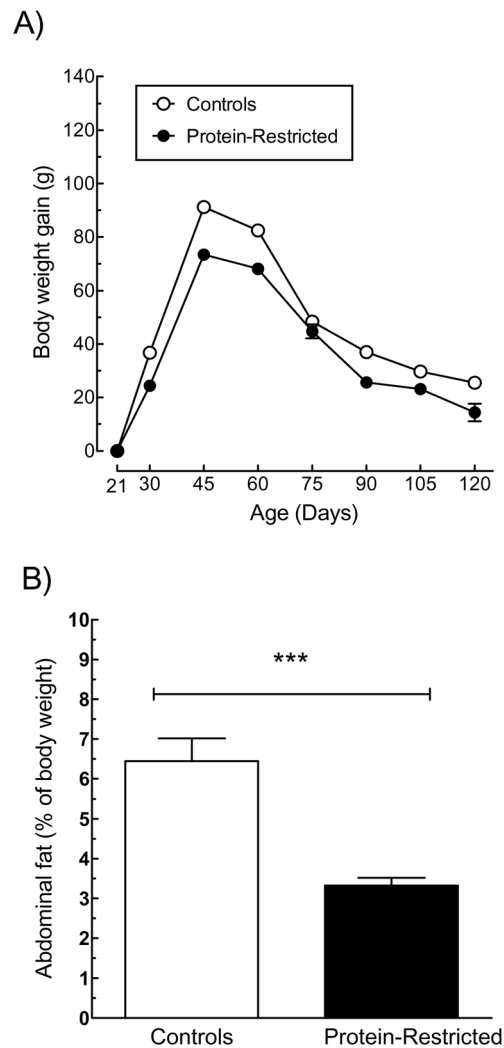 A)
Body weight gain (g)
140
120
100
80
60
40
20
0
Controls
Protein-Restricted
21 30 45 60 75 90 105 120
Age (Days)
B)
Abdominal fat (% of body weight)
10
9
8
7
6
5
4
3
2
1
0
***
Controls Protein-Restricted